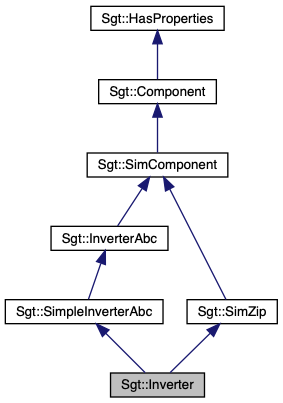 Sgt::HasProperties
Sgt::Component
Sgt::SimComponent
Sgt::InverterAbc
Sgt::SimpleInverterAbc
Sgt::SimZip
Sgt::Inverter